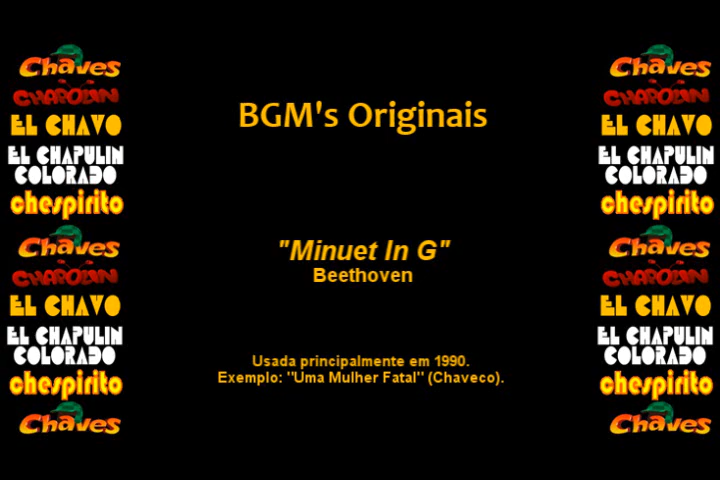 Chaves
CHAPOLIN
EL CHAVO
EL CHAPULIN
COLORADO
chespirito
Chaves
CHAPOLIN
EL CHAVO
EL CHAPULIN
COLORADO
chespirito
Chaves
BGM's Originais
"Minuet In G"
Beethoven
Usada principalmente em 1990.
Exemplo: "Uma Mulher Fatal" (Chaveco).
Chaves
CHAPOLIN
EL CHAVO
EL CHAPULIN
COLORADO
chespirito
Chaves
CHAPOLIN
EL CHAVO
EL CHAPULIN
COLORADO
chespirito
Chaves